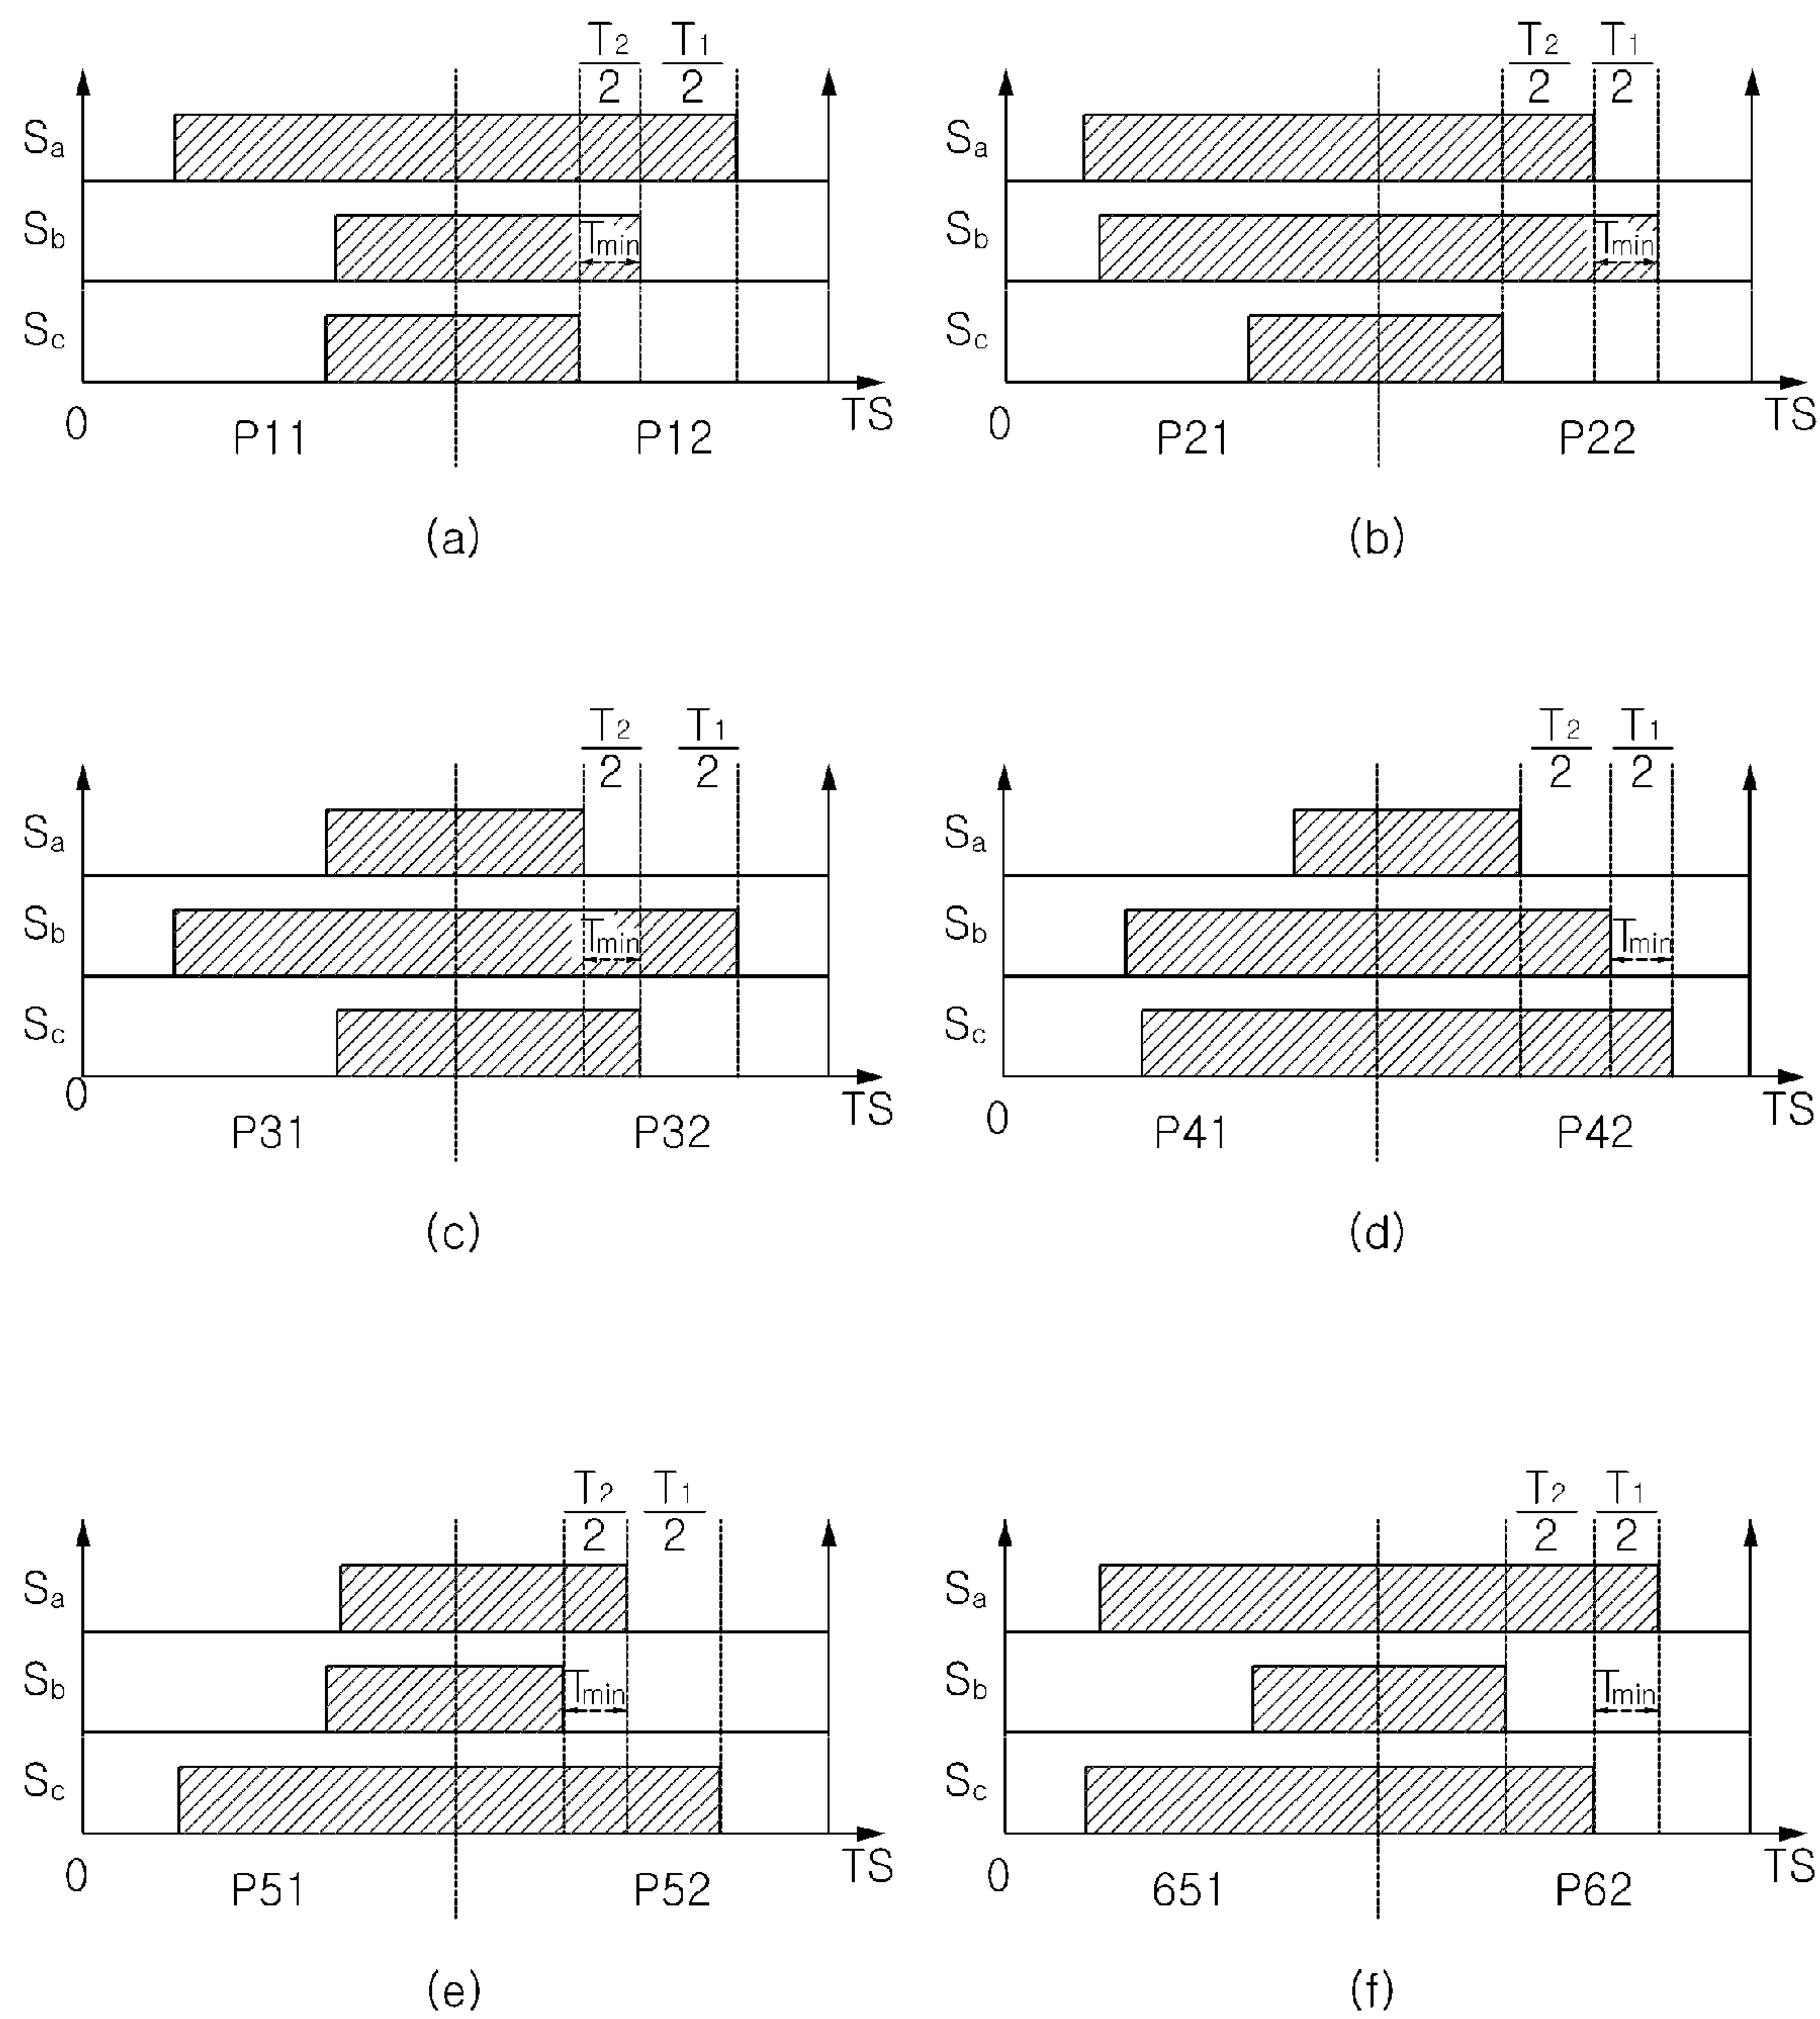 T2/2 T1/2
Sa
Sb Tmin
Sc
0 P11 P12 TS
(a)
T2/2 T1/2
Sa
Sb Tmin
Sc
0 P21 P22 TS
(b)
T2/2 T1/2
Sa
Sb Tmin
Sc
0 P31 P32 TS
(c)
T2/2 T1/2
Sa
Sb Tmin
Sc
0 P41 P42 TS
(d)
T2/2 T1/2
Sa
Sb Tmin
Sc
0 P51 P52 TS
(e)
T2/2 T1/2
Sa
Sb Tmin
Sc
0 651 P62 TS
(f)